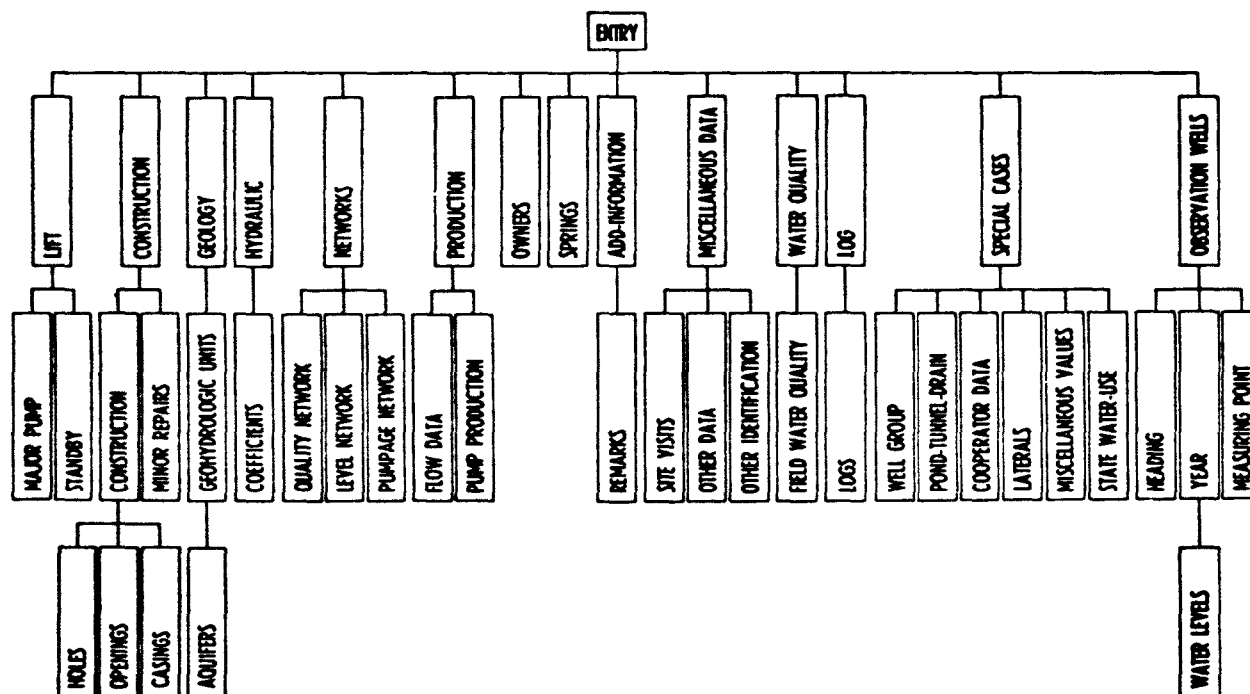 ENTRY
LIFT
CONSTRUCTION
GEOLOGY
HYDRAULIC
NETWORKS
PRODUCTION
OWNERS
SPRINGS
ADD-INFORMATION
MISCELLANEOUS DATA
WATER QUALITY
LOG
SPECIAL CASES
OBSERVATION WELLS
MAJOR PUMP
STANDBY
CONSTRUCTION
MINOR REPAIRS
GEOHYDROLOGIC UNITS
COEFFICIENTS
QUALITY NETWORK
LEVEL NETWORK
PUMPAGE NETWORK
FLOW DATA
PUMP PRODUCTION
REMARKS
SITE VISITS
OTHER DATA
OTHER IDENTIFICATION
FIELD WATER QUALITY
LOGS
WELL GROUP
POND-TUNNEL-DRAIN
COOPERATOR DATA
LATERALS
MISCELLANEOUS VALUES
STATE WATER-USE
HEADING
YEAR
MEASURING POINT
HOLES
OPENINGS
CASINGS
AQUIFERS
WATER LEVELS